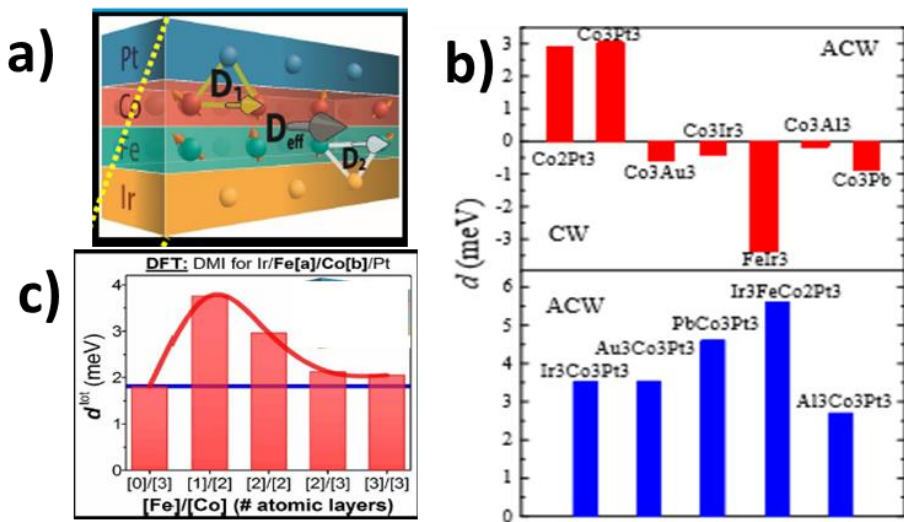 a)
Pt
Co
Fe
Ir
D1
Deff
D2
b)
d (meV)
3
2
1
0
-1
-2
-3
ACW
CW
Co2Pt3
Co3Pt3
Co3Au3
Co3Ir3
FeIr3
Co3Al3
Co3Pb
6
5
4
3
2
1
0
ACW
Ir3Co3Pt3
Au3Co3Pt3
PbCo3Pt3
Ir3FeCo2Pt3
Al3Co3Pt3
c)
DFT: DMI for Ir/Fe[a]/Co[b]/Pt
d^tot (meV)
4
3
2
1
0
[0]/[3] [1]/[2] [2]/[2] [2]/[3] [3]/[3]
[Fe]/[Co] (# atomic layers)